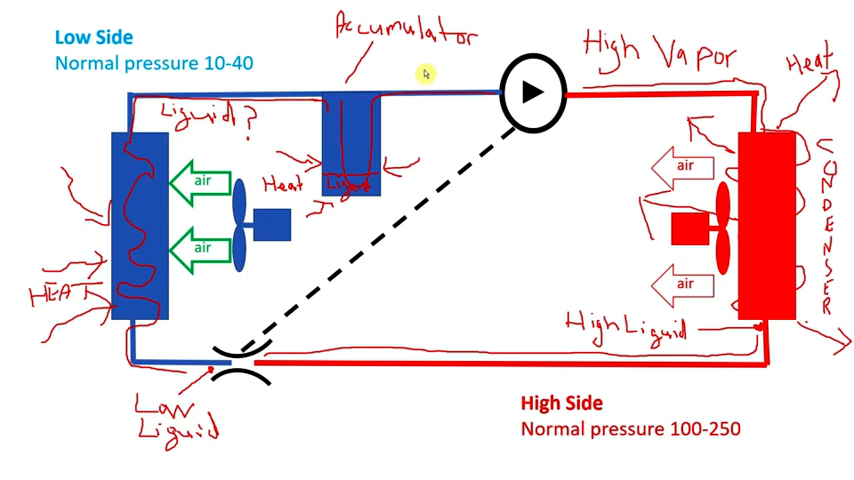 Low Side
Normal pressure 10-40
Accumulator
High Vapor
Heat
Liquid?
air
Heat
Liquid
air
air
CONDENSER
HEAT
air
High Liquid
Low
Liquid
High Side
Normal pressure 100-250